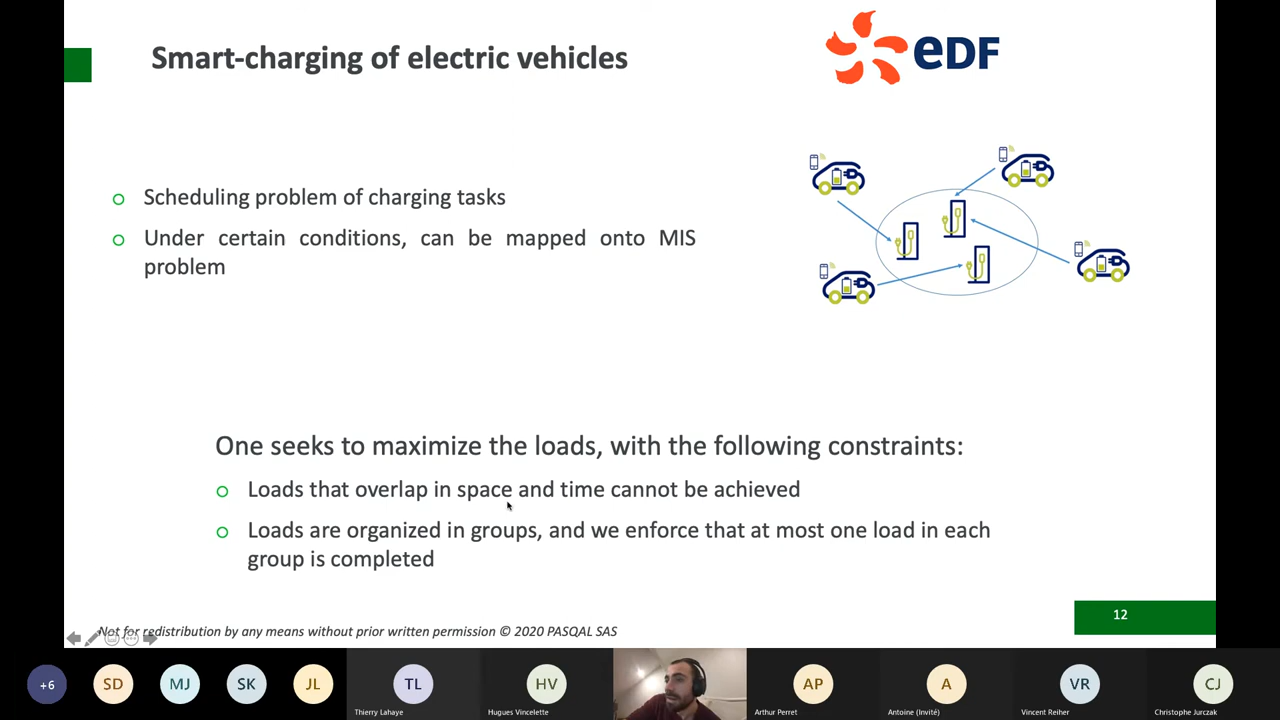 Smart-charging of electric vehicles
eDF
Scheduling problem of charging tasks
Under certain conditions, can be mapped onto MIS
problem
One seeks to maximize the loads, with the following constraints:
Loads that overlap in space and time cannot be achieved
Loads are organized in groups, and we enforce that at most one load in each
group is completed
12
Not for redistribution by any means without prior written permission © 2020 PASQAL SAS
+6
SD
MJ
SK
JL
TL
HV
AP
A
VR
CJ
Thierry Lahaye
Hugues Vincelette
Arthur Perret
Antoine (Invité)
Vincent Reiher
Christophe Jurczak